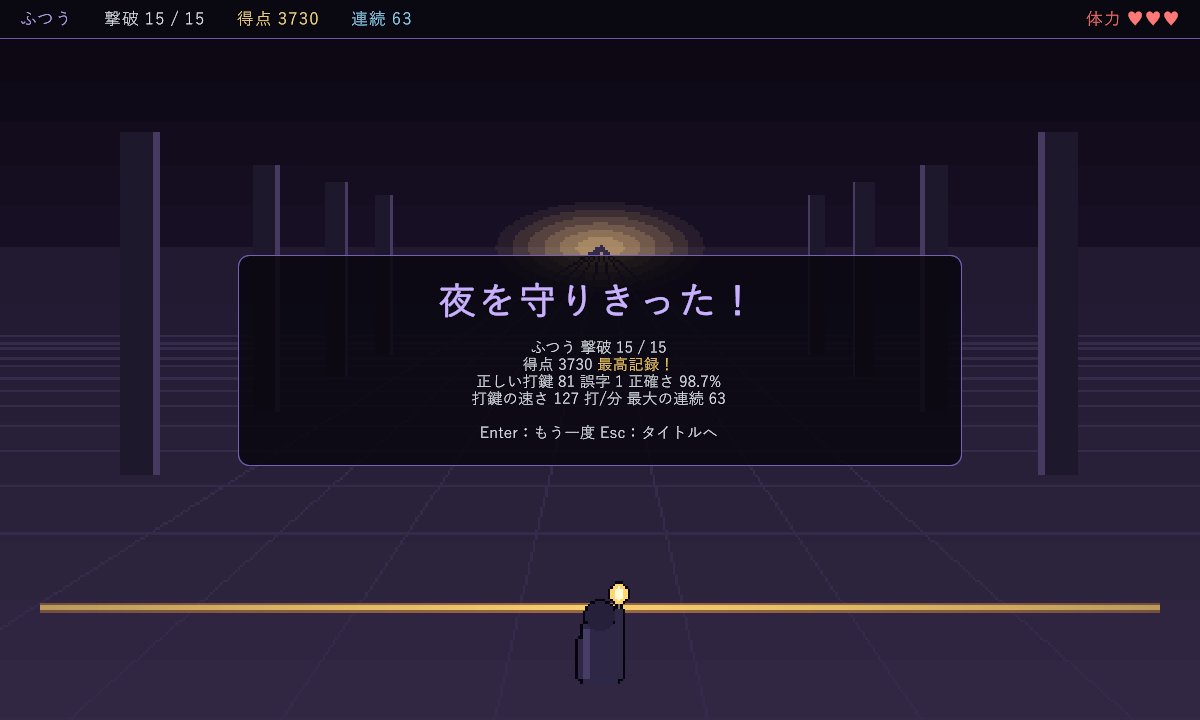 ふつう 撃破 15 / 15 得点 3730 連続 63 体力 ♥♥♥
夜を守りきった！
ふつう 撃破 15 / 15
得点 3730 最高記録！
正しい打鍵 81 誤字 1 正確さ 98.7%
打鍵の速さ 127 打/分 最大の連続 63
Enter：もう一度 Esc：タイトルへ